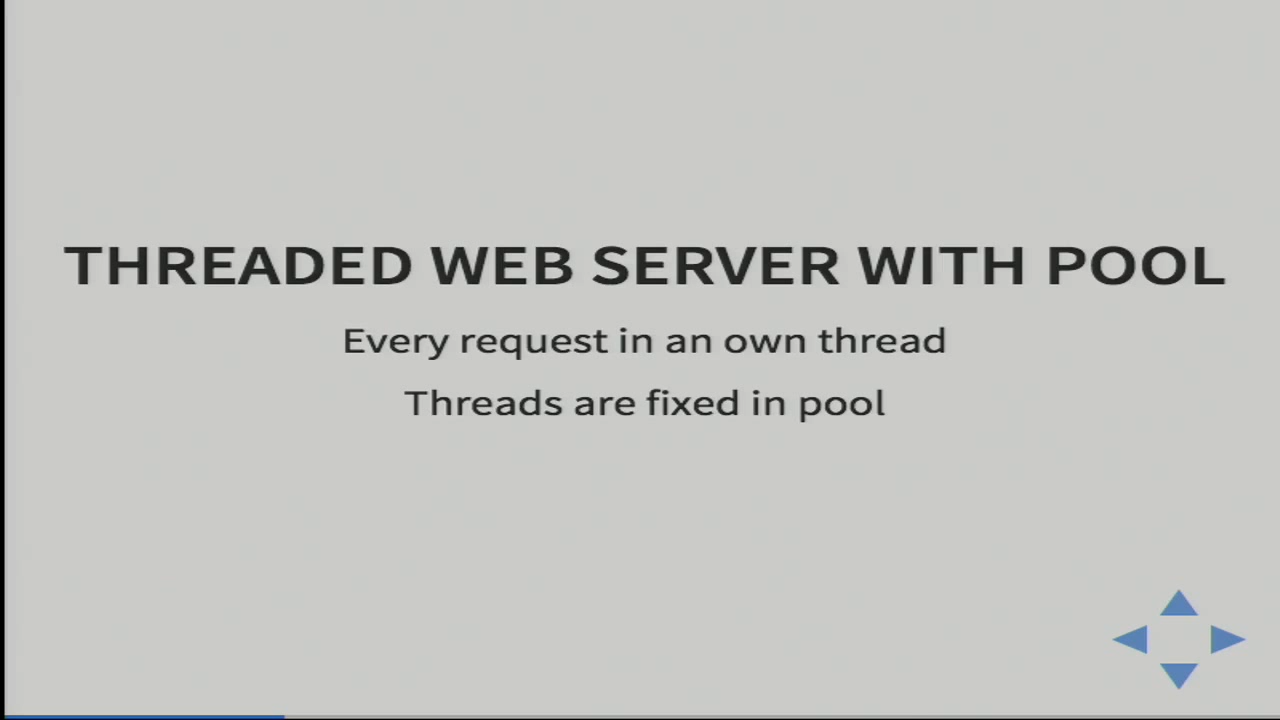 THREADED WEB SERVER WITH POOL
Every request in an own thread
Threads are fixed in pool